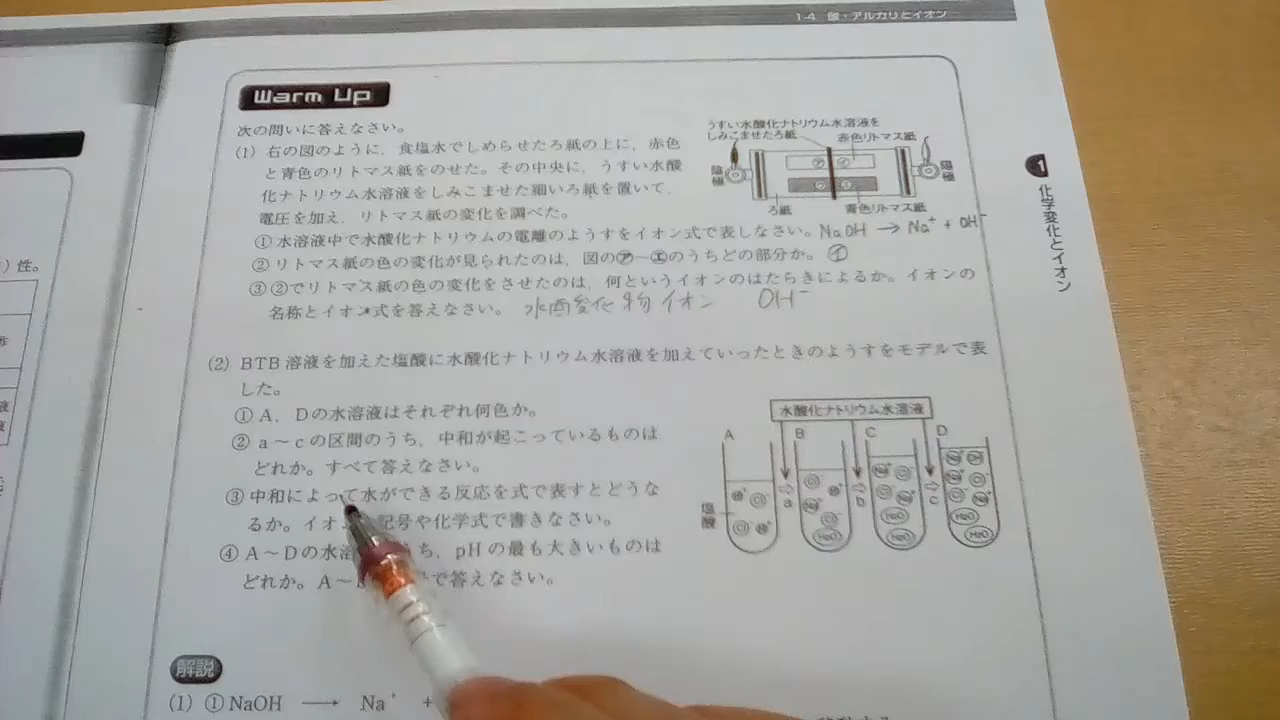 1-4 酸・アルカリとイオン
Warm Up
次の問いに答えなさい。
(1) 右の図のように，食塩水でしめらせたろ紙の上に，赤色
と青色のリトマス紙をのせた。その中央に，うすい水酸
化ナトリウム水溶液をしみこませた細いろ紙を置いて，
電圧を加え，リトマス紙の変化を調べた。
うすい水酸化ナトリウム水溶液を
しみこませたろ紙
赤色リトマス紙
陰極
陽極
ろ紙
青色リトマス紙
① 水溶液中で水酸化ナトリウムの電離のようすをイオン式で表しなさい。 NaOH → Na⁺ + OH⁻
② リトマス紙の色の変化が見られたのは，図の㋐〜㋓のうちどの部分か。
③ ②でリトマス紙の色の変化をさせたのは，何というイオンのはたらきによるか。イオンの
名称とイオン式を答えなさい。 水酸化物イオン OH⁻
(2) BTB溶液を加えた塩酸に水酸化ナトリウム水溶液を加えていったときのようすをモデルで表
した。
① A，Dの水溶液はそれぞれ何色か。
② a〜cの区間のうち，中和が起こっているものは
どれか。すべて答えなさい。
③ 中和によって水ができる反応を式で表すとどうな
るか。イオ 記号や化学式で書きなさい。
④ A〜Dの水溶 うち，pHの最も大きいものは
どれか。A〜 で答えなさい。
水酸化ナトリウム水溶液
A B C D
塩酸
a b c
H₂O H₂O H₂O H₂O H₂O
1 化学変化とイオン
)性。
液
解説
(1) ① NaOH ⟶ Na⁺ +